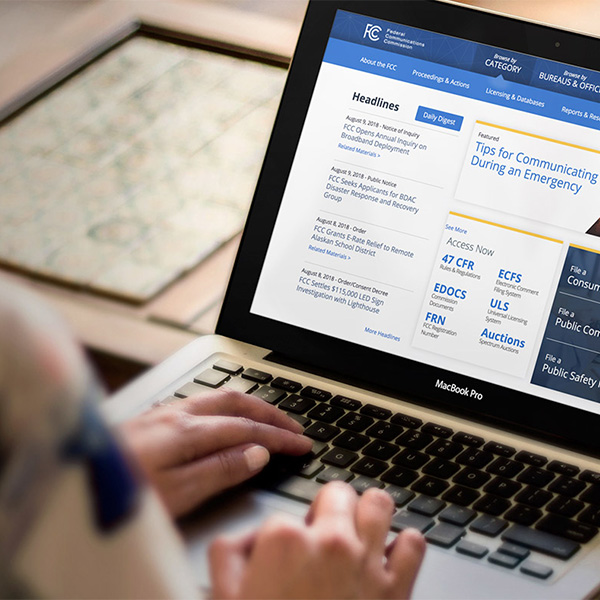 FCC Federal
Communications
Commission
Browse by
CATEGORY
Browse by
BUREAUS & OFFIC
About the FCC
Proceedings & Actions
Licensing & Databases
Reports & Res
Headlines
Daily Digest
August 9, 2018 - Notice of Inquiry
FCC Opens Annual Inquiry on
Broadband Deployment
Related Materials >
August 9, 2018 - Public Notice
FCC Seeks Applicants for BDAC
Disaster Response and Recovery
Group
August 8, 2018 - Order
FCC Grants E-Rate Relief to Remote
Alaskan School District
Related Materials >
August 8, 2018 - Order/Consent Decree
FCC Settles $115,000 LED Sign
Investigation with Lighthouse
More Headlines
Featured
Tips for Communicating
During an Emergency
See More
Access Now
47 CFR
Rules & Regulations
EDOCS
Commission
Documents
FRN
FCC Registration
Number
ECFS
Electronic Comment
Filing System
ULS
Universal Licensing
System
Auctions
Spectrum Auctions
File a
Consum
File a
Public Com
File a
Public Safety
MacBook Pro